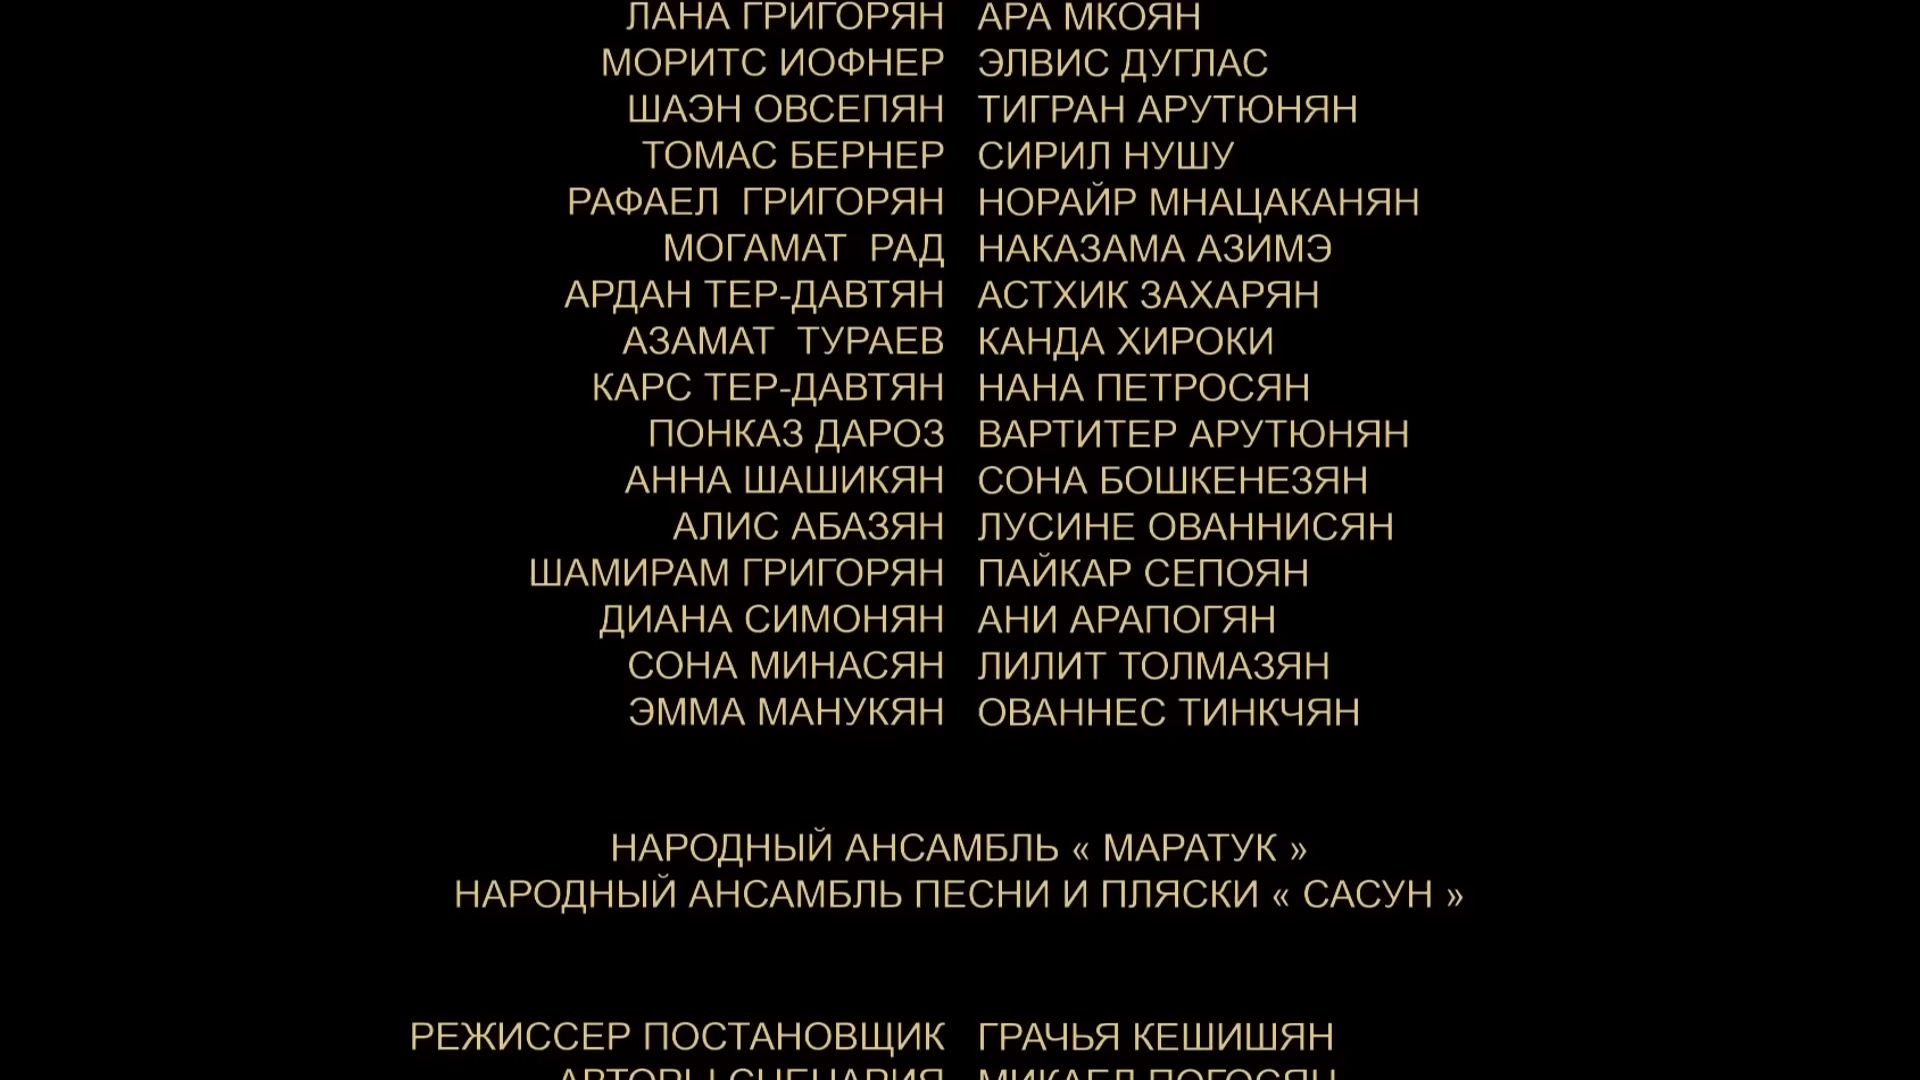 ЛАНА ГРИГОРЯН АРА МКОЯН
МОРИТС ИОФНЕР ЭЛВИС ДУГЛАС
ШАЭН ОВСЕПЯН ТИГРАН АРУТЮНЯН
ТОМАС БЕРНЕР СИРИЛ НУШУ
РАФАЕЛ ГРИГОРЯН НОРАЙР МНАЦАКАНЯН
МОГАМАТ РАД НАКАЗАМА АЗИМЭ
АРДАН ТЕР-ДАВТЯН АСТХИК ЗАХАРЯН
АЗАМАТ ТУРАЕВ КАНДА ХИРОКИ
КАРС ТЕР-ДАВТЯН НАНА ПЕТРОСЯН
ПОНКАЗ ДАРОЗ ВАРТИТЕР АРУТЮНЯН
АННА ШАШИКЯН СОНА БОШКЕНЕЗЯН
АЛИС АБАЗЯН ЛУСИНЕ ОВАННИСЯН
ШАМИРАМ ГРИГОРЯН ПАЙКАР СЕПОЯН
ДИАНА СИМОНЯН АНИ АРАПОГЯН
СОНА МИНАСЯН ЛИЛИТ ТОЛМАЗЯН
ЭММА МАНУКЯН ОВАННЕС ТИНКЧЯН
НАРОДНЫЙ АНСАМБЛЬ « МАРАТУК »
НАРОДНЫЙ АНСАМБЛЬ ПЕСНИ И ПЛЯСКИ « САСУН »
РЕЖИССЕР ПОСТАНОВЩИК ГРАЧЬЯ КЕШИШЯН
АВТОРЫ СЦЕНАРИЯ МИКАЕЛ ПОГОСЯН